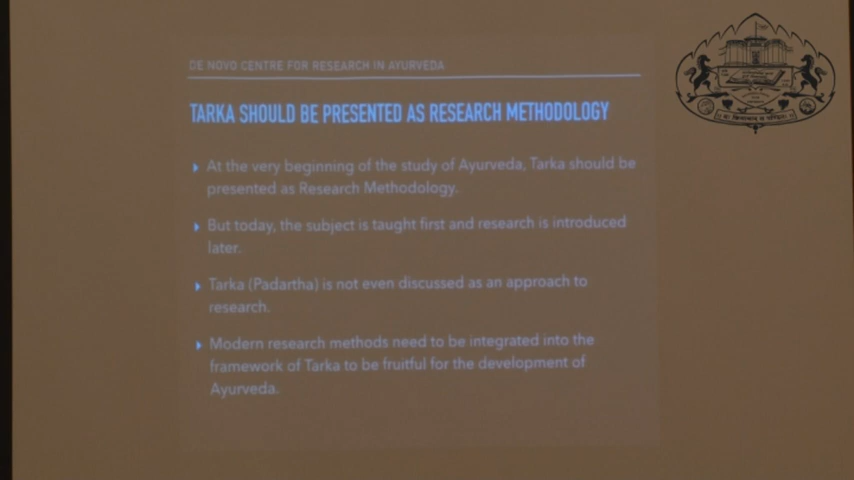 DE NOVO CENTRE FOR RESEARCH IN AYURVEDA
TARKA SHOULD BE PRESENTED AS RESEARCH METHODOLOGY
At the very beginning of the study of Ayurveda, Tarka should be
presented as Research Methodology.
But today, the subject is taught first and research is introduced
later.
Tarka (Padartha) is not even discussed as an approach to
research.
Modern research methods need to be integrated into the
framework of Tarka to be fruitful for the development of
Ayurveda.
यः क्रियावान् स पण्डितः